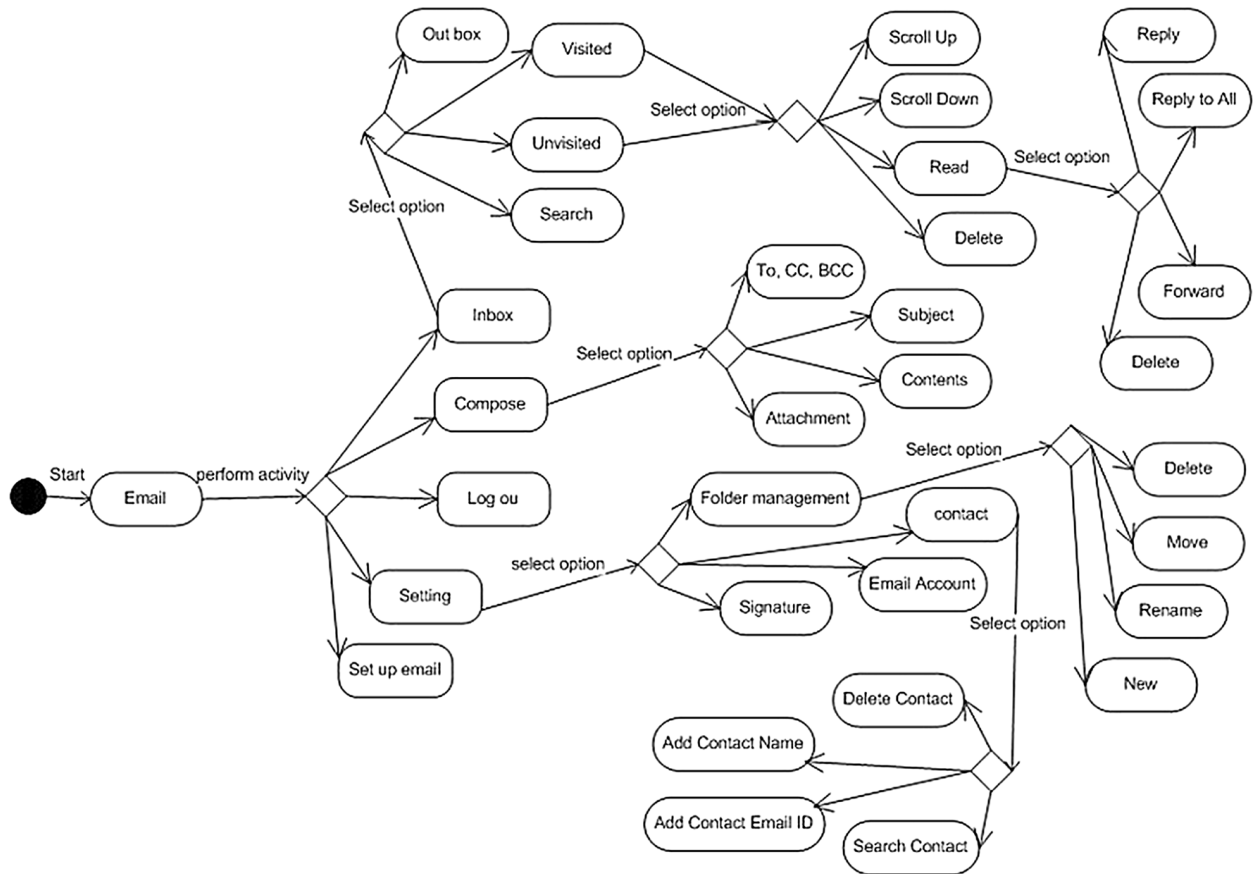 Out box
Visited
Scroll Up
Reply
Select option
Scroll Down
Reply to All
Unvisited
Read
Select option
Select option
Search
Delete
To, CC, BCC
Forward
Inbox
Subject
Select option
Delete
Contents
Compose
Attachment
Select option
Start
perform activity
Email
Log ou
Folder management
Delete
contact
Move
select option
Setting
Email Account
Signature
Rename
Select option
Set up email
New
Delete Contact
Add Contact Name
Add Contact Email ID
Search Contact